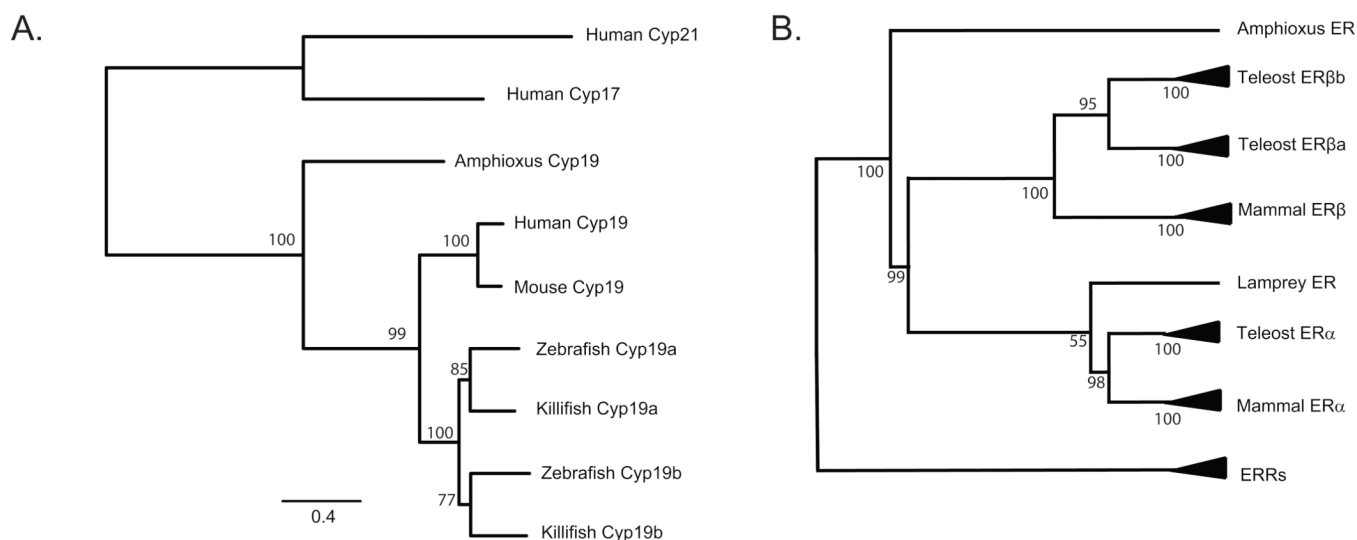 A.
Human Cyp21
Human Cyp17
Amphioxus Cyp19
100
Human Cyp19
100
Mouse Cyp19
99
Zebrafish Cyp19a
85
Killifish Cyp19a
100
Zebrafish Cyp19b
77
Killifish Cyp19b
0.4
B.
Amphioxus ER
Teleost ERβb
100
95
Teleost ERβa
100
100
100
Mammal ERβ
100
99
Lamprey ER
55
Teleost ERα
100
98
Mammal ERα
100
ERRs